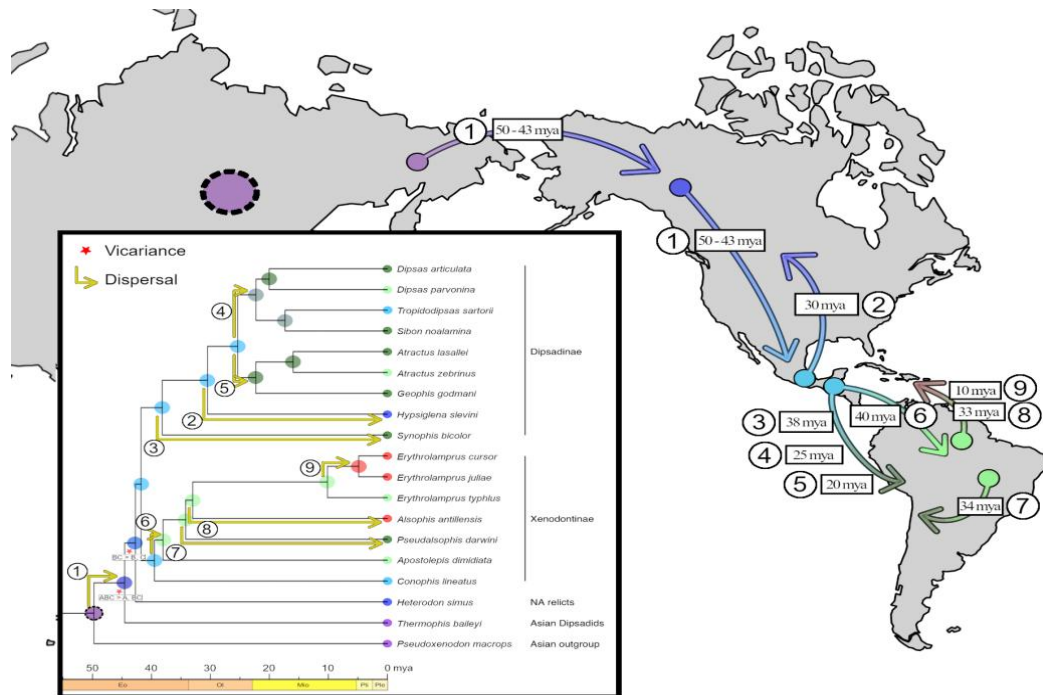 1 50 - 43 mya
1 50 - 43 mya
30 mya 2
10 mya 9
3 38 mya 40 mya 6 33 mya 8
4 25 mya
5 20 mya
34 mya 7
Vicariance
Dispersal
Dipsas articulata
Dipsas parvonina
4
Tropidodipsas sartorii
Sibon noalamina
Dipsadinae
Atractus lasallei
5
Atractus zebrinus
Geophis godmani
2
Hypsiglena slevini
3
Synophis bicolor
9
Erythrolamprus cursor
Erythrolamprus juliae
Erythrolamprus typhlus
Xenodontinae
6
8
Alsophis antillensis
7
Pseudalsophis darwini
Apostolepis dimidiata
1
Conophis lineatus
Heterodon simus NA relicts
Thermophis baileyi Asian Dipsadids
Pseudoxenodon macrops Asian outgroup
50 40 30 20 10 0 mya
Eo Ol Mio Pli Ple